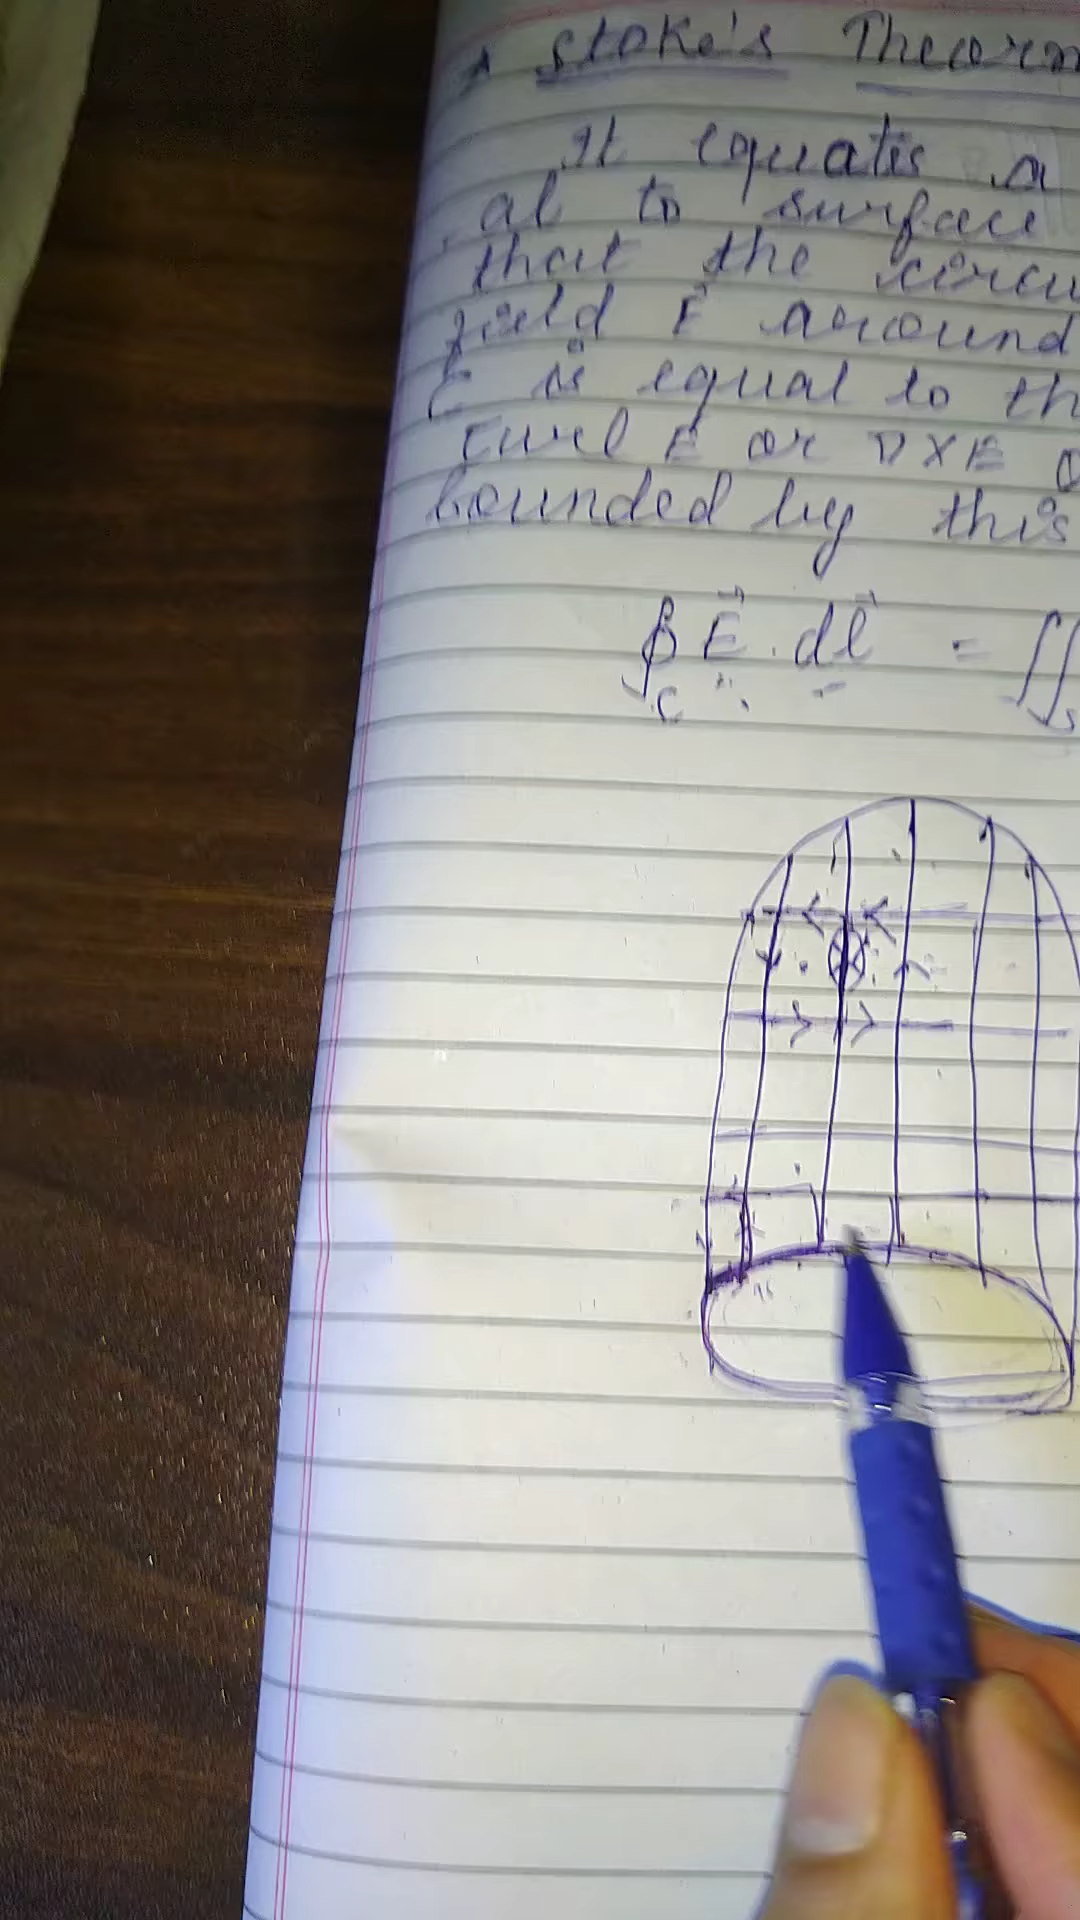 * Stoke's Theorem
It equates a
al to surface
that the circu
field E around
C is equal to th
curl E or ∇×E o
bounded by this
∮ E⃗ . dl⃗ = ∬
C S